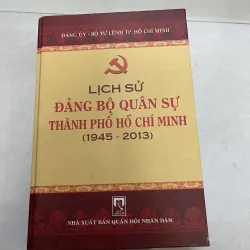 ĐẢNG ỦY - BỘ TƯ LỆNH TP. HỒ CHÍ MINH
LỊCH SỬ
ĐẢNG BỘ QUÂN SỰ
THÀNH PHỐ HỒ CHÍ MINH
(1945 - 2013)
NHÀ XUẤT BẢN QUÂN ĐỘI NHÂN DÂN